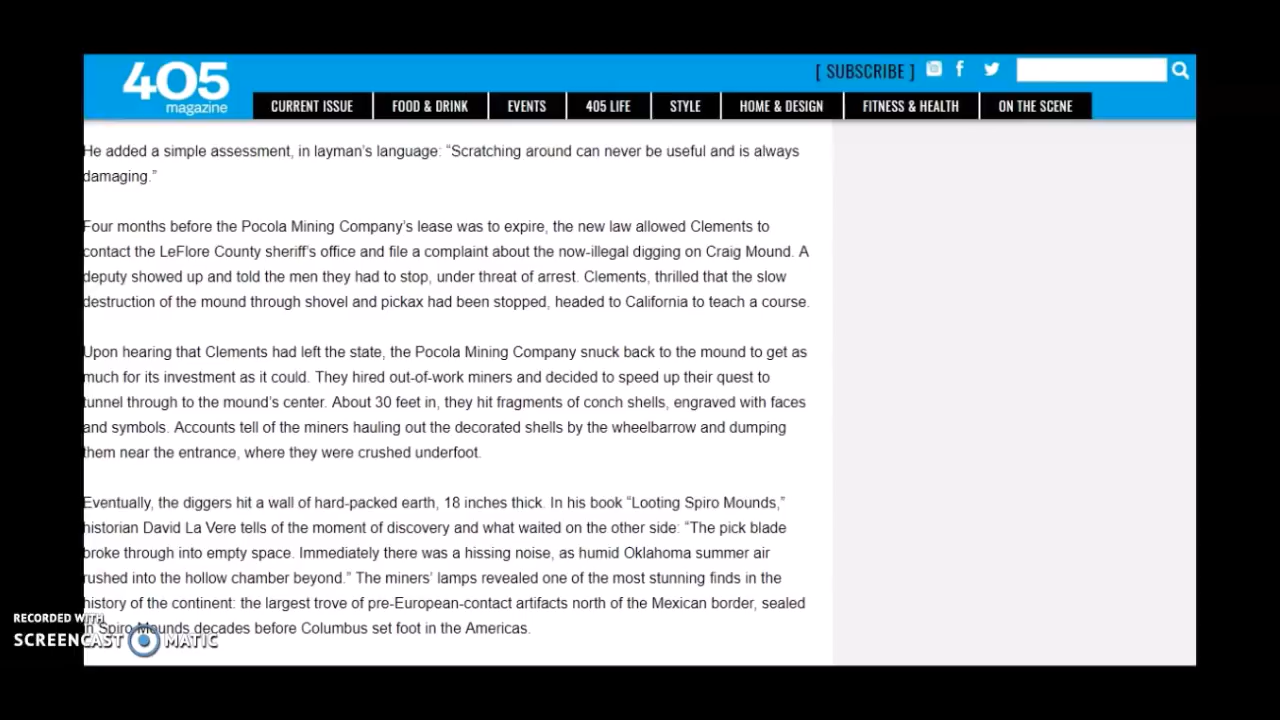 405
magazine
[ SUBSCRIBE ]
CURRENT ISSUE
FOOD & DRINK
EVENTS
405 LIFE
STYLE
HOME & DESIGN
FITNESS & HEALTH
ON THE SCENE
He added a simple assessment, in layman’s language: “Scratching around can never be useful and is always
damaging.”
Four months before the Pocola Mining Company’s lease was to expire, the new law allowed Clements to
contact the LeFlore County sheriff’s office and file a complaint about the now-illegal digging on Craig Mound. A
deputy showed up and told the men they had to stop, under threat of arrest. Clements, thrilled that the slow
destruction of the mound through shovel and pickax had been stopped, headed to California to teach a course.
Upon hearing that Clements had left the state, the Pocola Mining Company snuck back to the mound to get as
much for its investment as it could. They hired out-of-work miners and decided to speed up their quest to
tunnel through to the mound’s center. About 30 feet in, they hit fragments of conch shells, engraved with faces
and symbols. Accounts tell of the miners hauling out the decorated shells by the wheelbarrow and dumping
them near the entrance, where they were crushed underfoot.
Eventually, the diggers hit a wall of hard-packed earth, 18 inches thick. In his book “Looting Spiro Mounds,”
historian David La Vere tells of the moment of discovery and what waited on the other side: “The pick blade
broke through into empty space. Immediately there was a hissing noise, as humid Oklahoma summer air
rushed into the hollow chamber beyond.” The miners’ lamps revealed one of the most stunning finds in the
history of the continent: the largest trove of pre-European-contact artifacts north of the Mexican border, sealed
in Spiro Mounds decades before Columbus set foot in the Americas.
RECORDED WITH
SCREENCAST MATIC